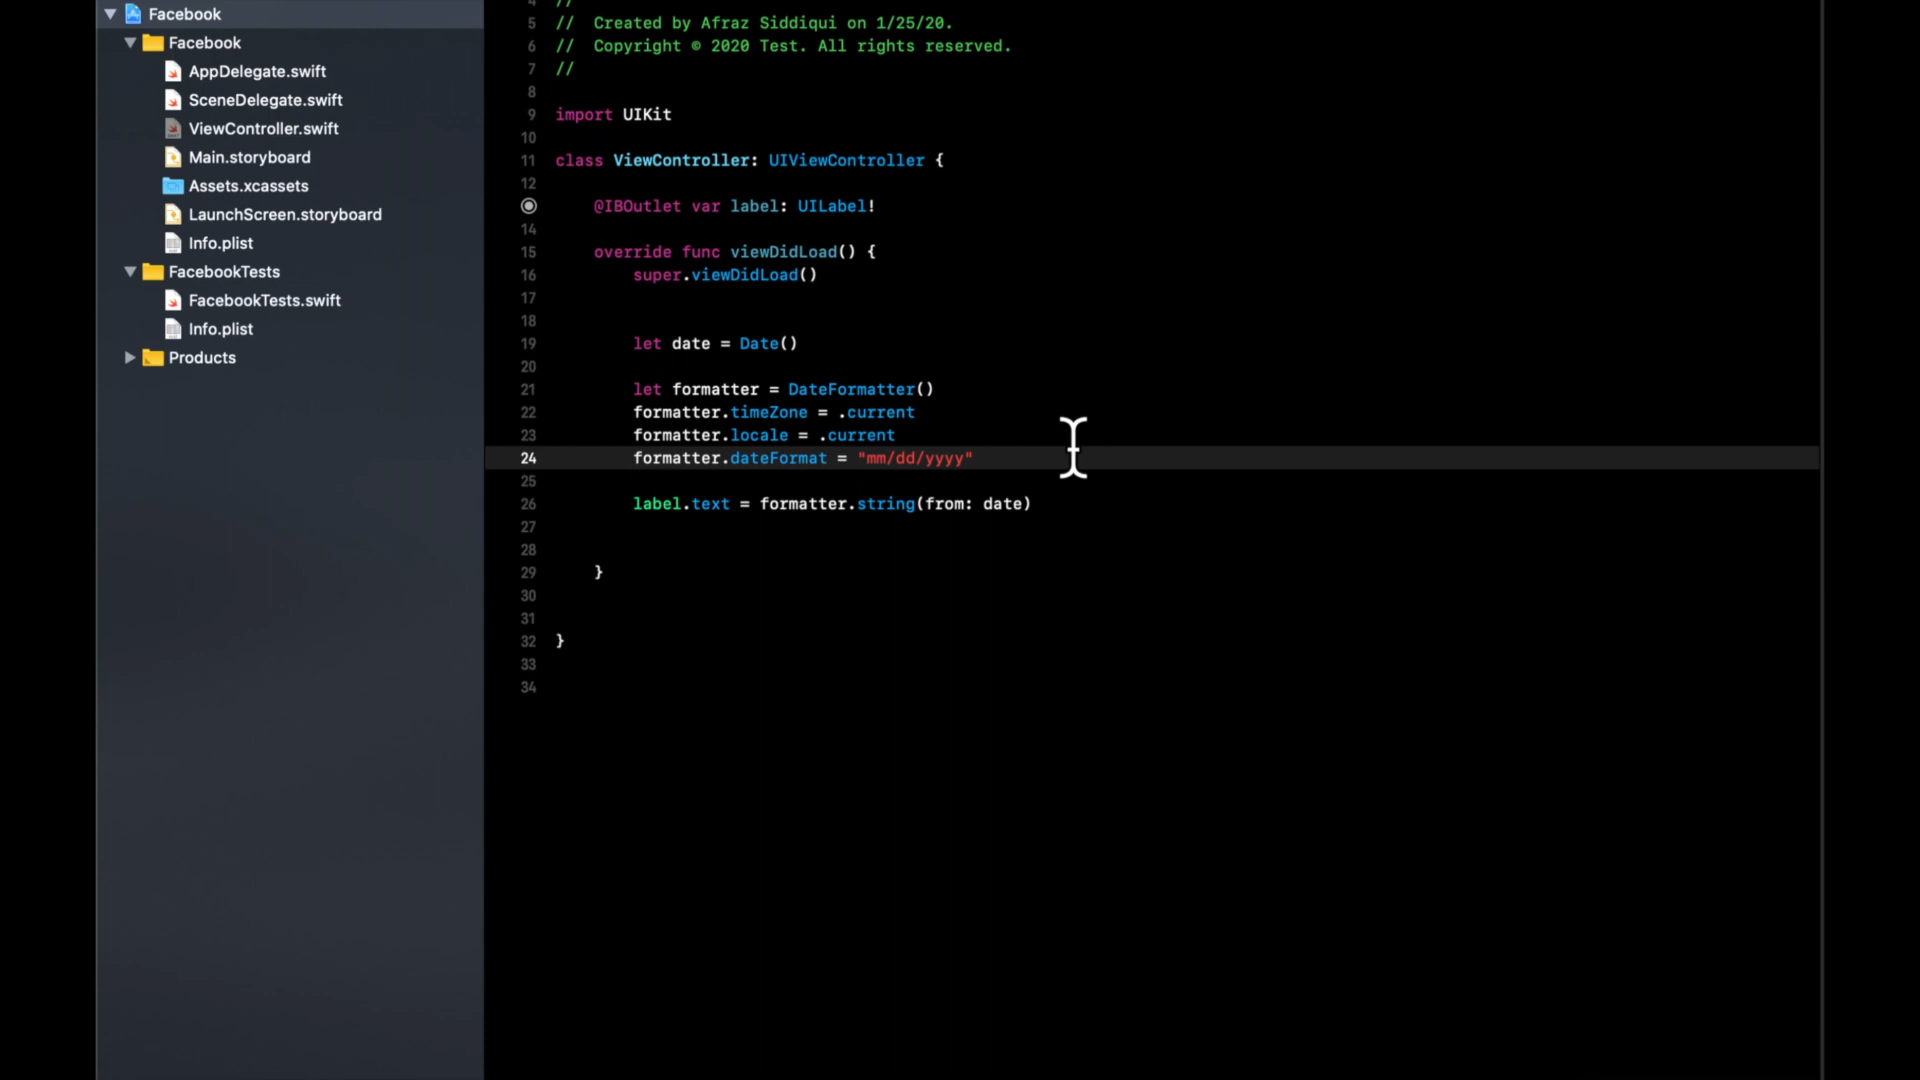 Facebook
Facebook
AppDelegate.swift
SceneDelegate.swift
ViewController.swift
Main.storyboard
Assets.xcassets
LaunchScreen.storyboard
Info.plist
FacebookTests
FacebookTests.swift
Info.plist
Products
4 //
5 //  Created by Afraz Siddiqui on 1/25/20.
6 //  Copyright © 2020 Test. All rights reserved.
7 //
8
9 import UIKit
10
11 class ViewController: UIViewController {
12
@IBOutlet var label: UILabel!
14
15     override func viewDidLoad() {
16         super.viewDidLoad()
17
18
19         let date = Date()
20
21         let formatter = DateFormatter()
22         formatter.timeZone = .current
23         formatter.locale = .current
24         formatter.dateFormat = "mm/dd/yyyy"
25
26         label.text = formatter.string(from: date)
27
28
29     }
30
31
32 }
33
34